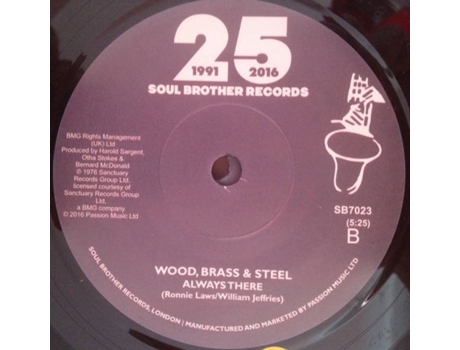 25
1991 2016
SOUL BROTHER RECORDS
BMG Rights Management
(UK) Ltd
Produced by Harold Sargent,
Otha Stokes &
Bernard McDonald
℗ 1976 Sanctuary
Records Group Ltd,
licensed courtesy of
Sanctuary Records Group
Ltd,
a BMG company
© 2016 Passion Music Ltd
SB7023
(5:25)
B
WOOD, BRASS & STEEL
ALWAYS THERE
(Ronnie Laws/William Jeffries)
SOUL BROTHER RECORDS, LONDON | MANUFACTURED AND MARKETED BY PASSION MUSIC LTD